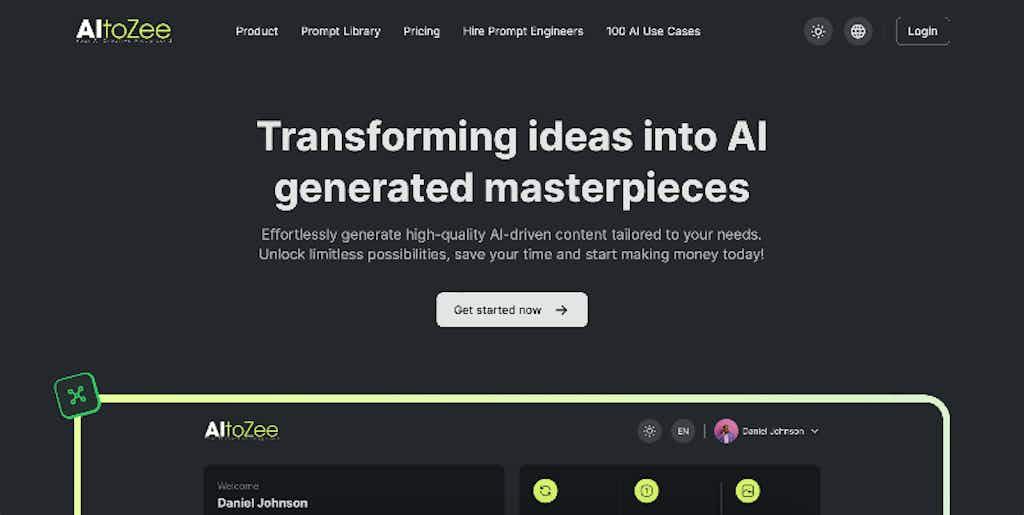 AItoZee
Product Prompt Library Pricing Hire Prompt Engineers 100 AI Use Cases Login
Transforming ideas into AI
generated masterpieces
Effortlessly generate high-quality AI-driven content tailored to your needs.
Unlock limitless possibilities, save your time and start making money today!
Get started now
AItoZee
EN
Daniel Johnson
Welcome
Daniel Johnson
1